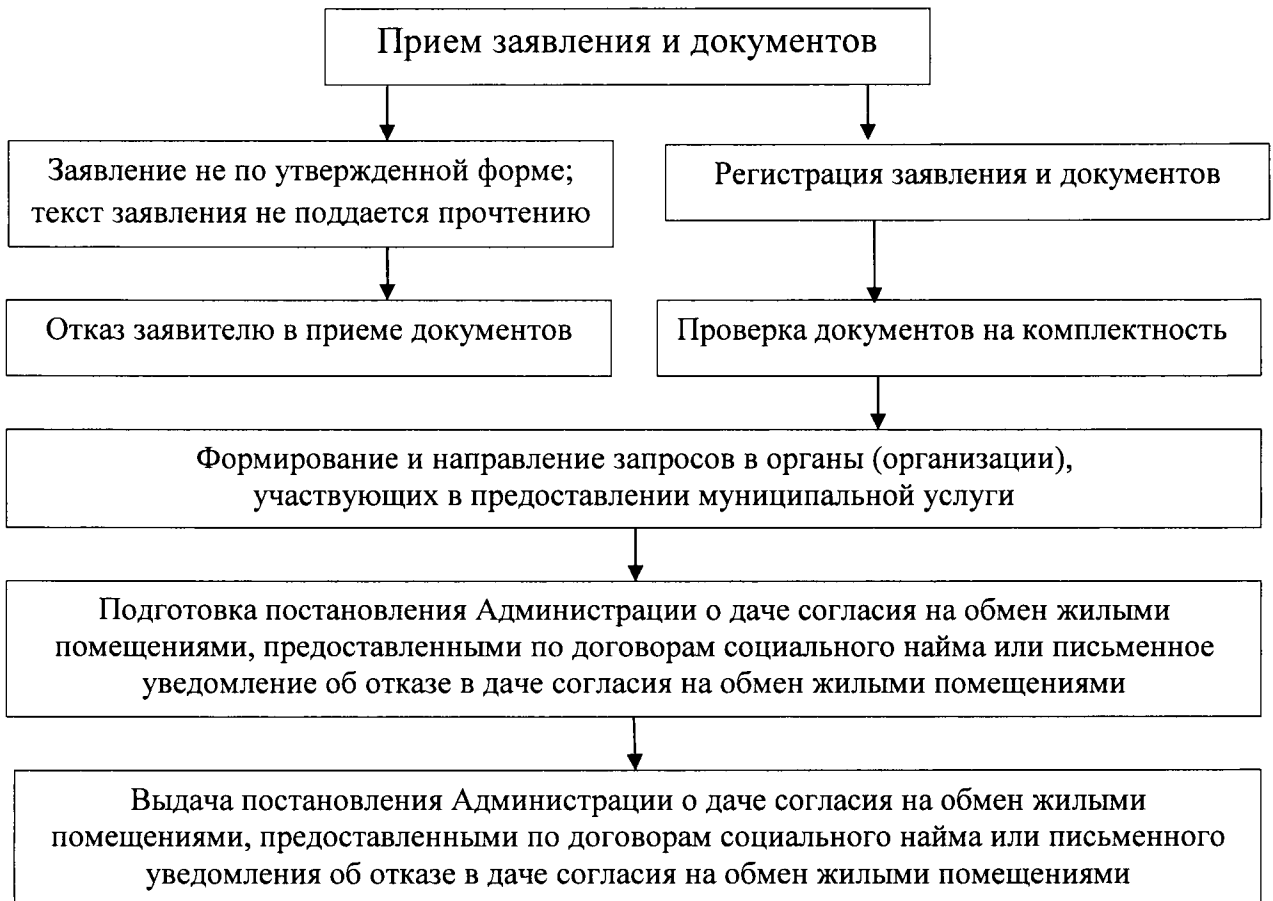 Прием заявления и документов
Заявление не по утвержденной форме;
текст заявления не поддается прочтению
Регистрация заявления и документов
Отказ заявителю в приеме документов
Проверка документов на комплектность
Формирование и направление запросов в органы (организации),
участвующих в предоставлении муниципальной услуги
Подготовка постановления Администрации о даче согласия на обмен жилыми
помещениями, предоставленными по договорам социального найма или письменное
уведомление об отказе в даче согласия на обмен жилыми помещениями
Выдача постановления Администрации о даче согласия на обмен жилыми
помещениями, предоставленными по договорам социального найма или письменного
уведомления об отказе в даче согласия на обмен жилыми помещениями